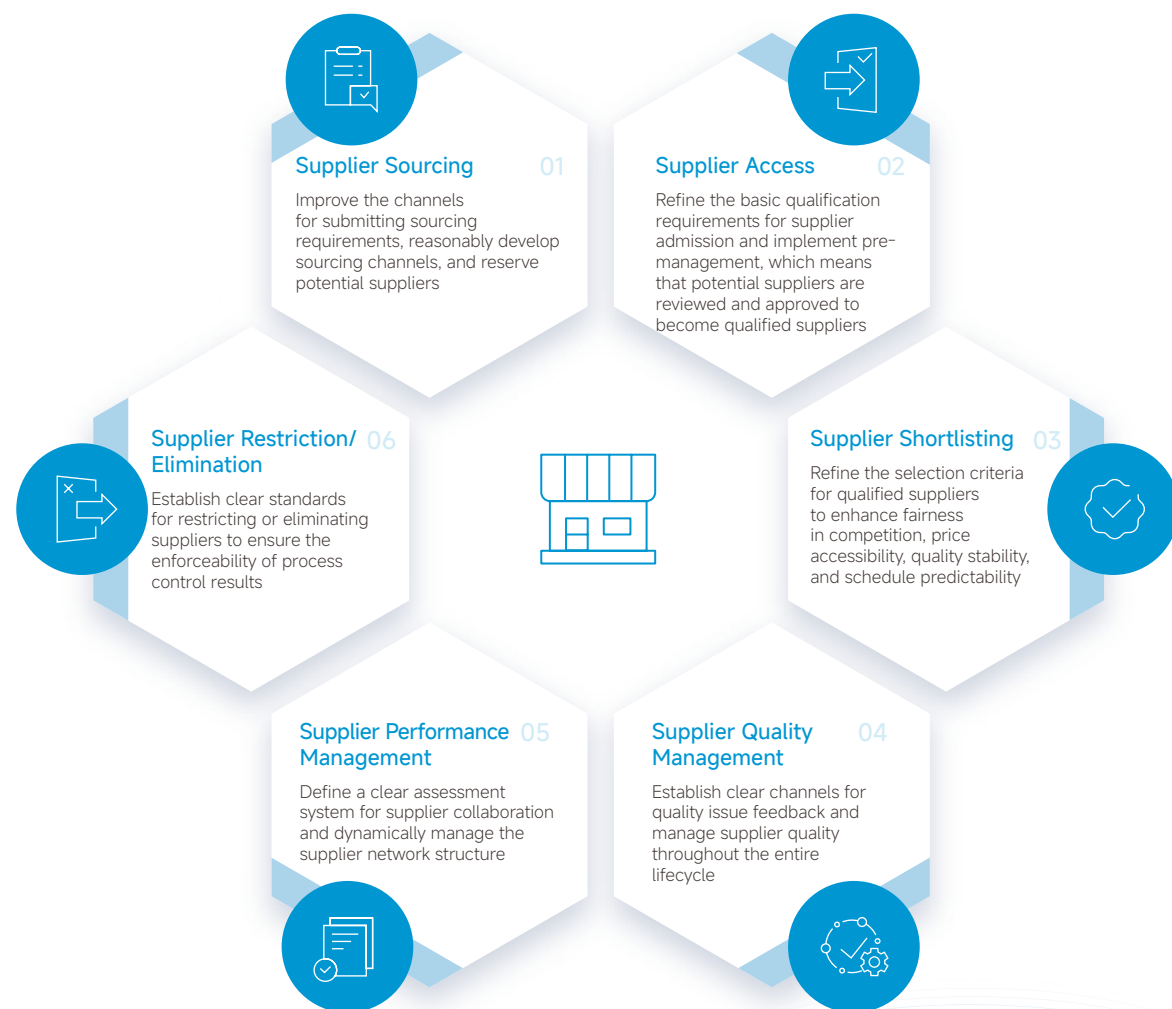 Supplier Sourcing 01
Improve the channels
for submitting sourcing
requirements, reasonably develop
sourcing channels, and reserve
potential suppliers
Supplier Access 02
Refine the basic qualification
requirements for supplier
admission and implement pre-
management, which means
that potential suppliers are
reviewed and approved to
become qualified suppliers
Supplier Shortlisting 03
Refine the selection criteria
for qualified suppliers
to enhance fairness
in competition, price
accessibility, quality stability,
and schedule predictability
Supplier Quality 04
Management
Establish clear channels for
quality issue feedback and
manage supplier quality
throughout the entire
lifecycle
Supplier Performance 05
Management
Define a clear assessment
system for supplier collaboration
and dynamically manage the
supplier network structure
Supplier Restriction/ 06
Elimination
Establish clear standards
for restricting or eliminating
suppliers to ensure the
enforceability of process
control results